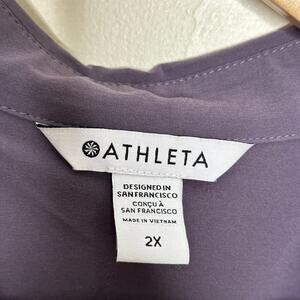 ATHLETA
DESIGNED IN
SAN FRANCISCO
CONÇU À
SAN FRANCISCO
MADE IN VIETNAM
2X